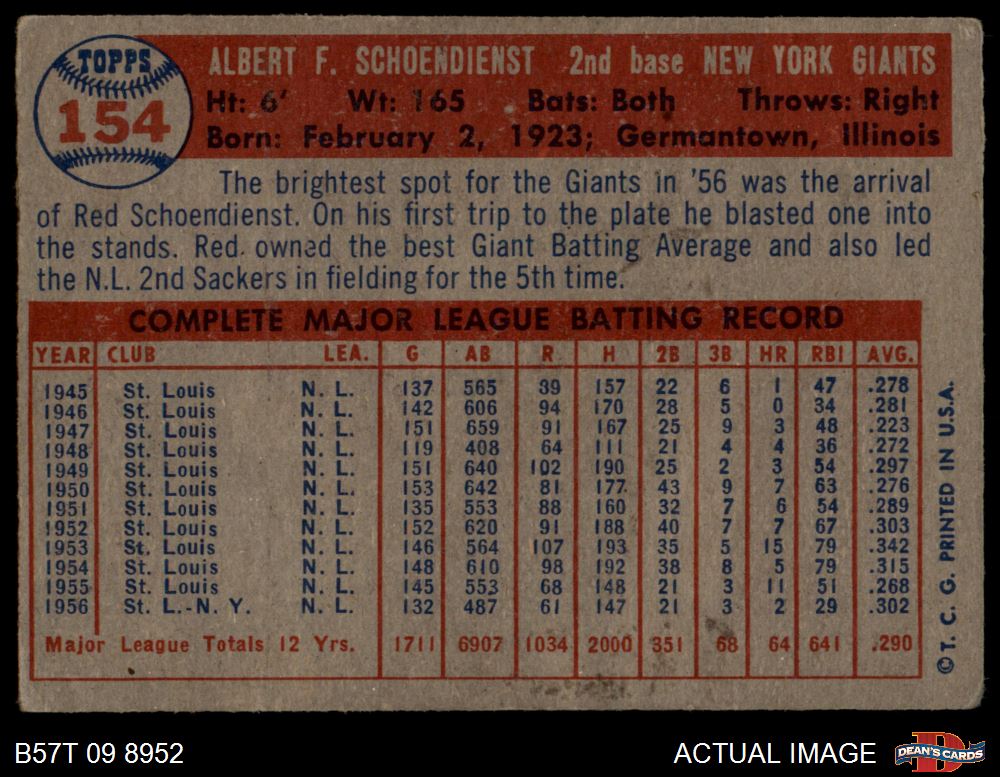 TOPPS
154
ALBERT F. SCHOENDIENST 2nd base NEW YORK GIANTS
Ht: 6' Wt: 165 Bats: Both Throws: Right
Born: February 2, 1923; Germantown, Illinois
The brightest spot for the Giants in '56 was the arrival
of Red Schoendienst. On his first trip to the plate he blasted one into
the stands. Red owned the best Giant Batting Average and also led
the N.L. 2nd Sackers in fielding for the 5th time.
COMPLETE MAJOR LEAGUE BATTING RECORD
YEAR CLUB LEA. G AB R H 2B 3B HR RBI AVG.
1945 St. Louis N. L. 137 565 39 157 22 6 1 47 .278
1946 St. Louis N. L. 142 606 94 170 28 5 0 34 .281
1947 St. Louis N. L. 151 659 91 167 25 9 3 48 .223
1948 St. Louis N. L. 119 408 64 111 21 4 4 36 .272
1949 St. Louis N. L. 151 640 102 190 25 2 3 54 .297
1950 St. Louis N. L. 153 642 81 177 43 9 7 63 .276
1951 St. Louis N. L. 135 553 88 160 32 7 6 54 .289
1952 St. Louis N. L. 152 620 91 188 40 7 7 67 .303
1953 St. Louis N. L. 146 564 107 193 35 5 15 79 .342
1954 St. Louis N. L. 148 610 98 192 38 8 5 79 .315
1955 St. Louis N. L. 145 553 68 148 21 3 11 51 .268
1956 St. L.-N. Y. N. L. 132 487 61 147 21 3 2 29 .302
Major League Totals 12 Yrs. 1711 6907 1034 2000 351 68 64 641 .290
© T. C. G. PRINTED IN U.S.A.
B57T 09 8952
ACTUAL IMAGE
DEAN'S CARDS